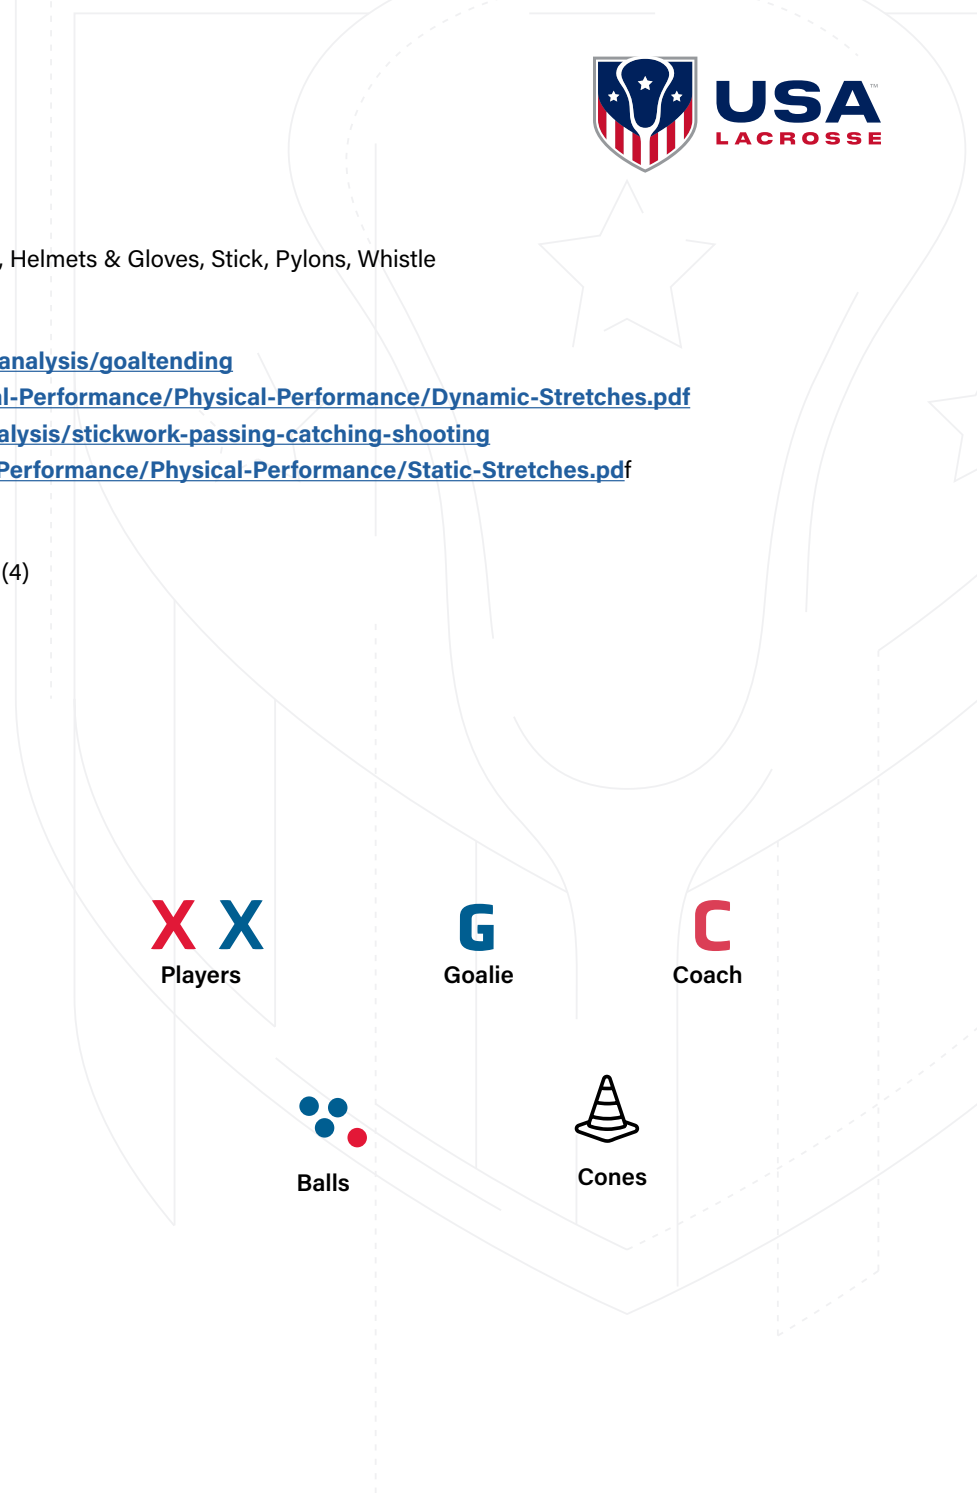 USA™
LACROSSE
, Helmets & Gloves, Stick, Pylons, Whistle
analysis/goaltending
l-Performance/Physical-Performance/Dynamic-Stretches.pdf
alysis/stickwork-passing-catching-shooting
Performance/Physical-Performance/Static-Stretches.pdf
(4)
X X G C
Players Goalie Coach
Balls Cones